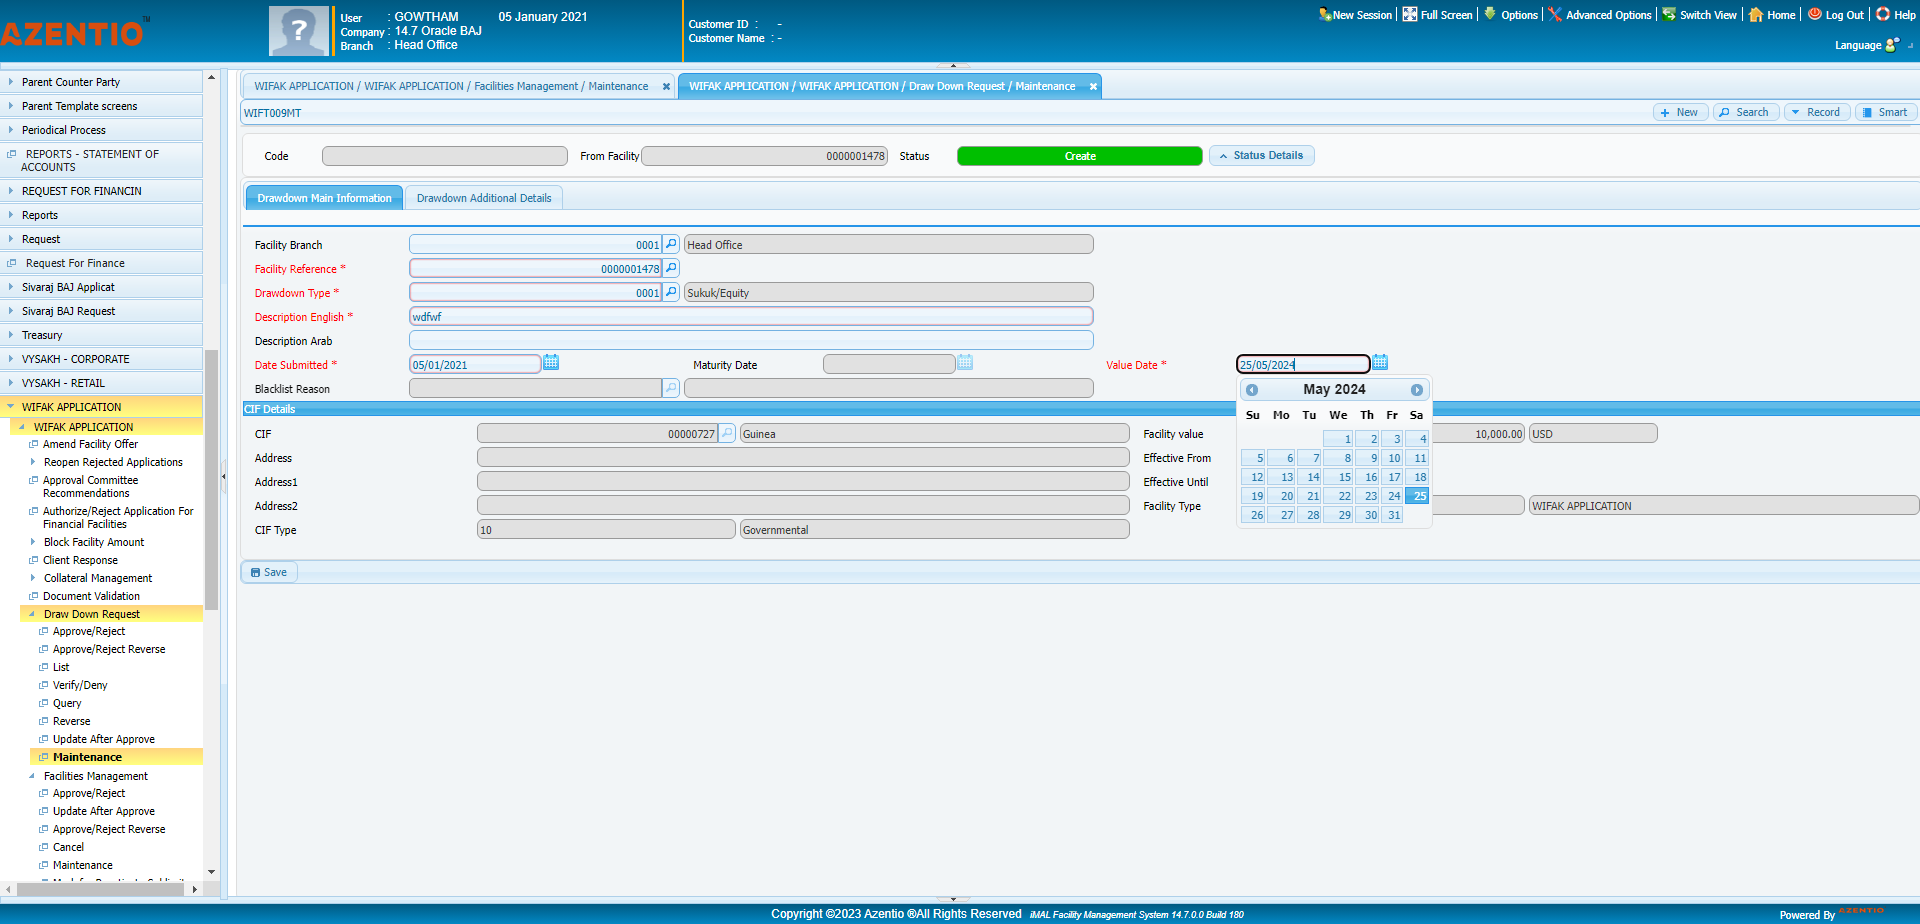 AZENTIO™
User : GOWTHAM 05 January 2021
Company : 14.7 Oracle BAJ
Branch : Head Office
Customer ID : -
Customer Name : -
New Session
Full Screen
Options
Advanced Options
Switch View
Home
Log Out
Help
Language
Parent Counter Party
Parent Template screens
Periodical Process
REPORTS - STATEMENT OF
ACCOUNTS
REQUEST FOR FINANCIN
Reports
Request
Request For Finance
Sivaraj BAJ Applicat
Sivaraj BAJ Request
Treasury
VYSAKH - CORPORATE
VYSAKH - RETAIL
WIFAK APPLICATION
WIFAK APPLICATION
Amend Facility Offer
Reopen Rejected Applications
Approval Committee
Recommendations
Authorize/Reject Application For
Financial Facilities
Block Facility Amount
Client Response
Collateral Management
Document Validation
Draw Down Request
Approve/Reject
Approve/Reject Reverse
List
Verify/Deny
Query
Reverse
Update After Approve
Maintenance
Facilities Management
Approve/Reject
Update After Approve
Approve/Reject Reverse
Cancel
Maintenance
WIFAK APPLICATION / WIFAK APPLICATION / Facilities Management / Maintenance
WIFAK APPLICATION / WIFAK APPLICATION / Draw Down Request / Maintenance
WIFT009MT
New
Search
Record
Smart
Code
From Facility 0000001478
Status Create
Status Details
Drawdown Main Information
Drawdown Additional Details
Facility Branch 0001 Head Office
Facility Reference * 0000001478
Drawdown Type * 0001 Sukuk/Equity
Description English * wdfwf
Description Arab
Date Submitted * 05/01/2021 Maturity Date Value Date * 25/05/2024
Blacklist Reason
May 2024
Su Mo Tu We Th Fr Sa
1 2 3 4
5 6 7 8 9 10 11
12 13 14 15 16 17 18
19 20 21 22 23 24 25
26 27 28 29 30 31
CIF Details
CIF 00000727 Guinea Facility value 10,000.00 USD
Address Effective From
Address1 Effective Until
Address2 Facility Type WIFAK APPLICATION
CIF Type 10 Governmental
Save
Copyright ©2023 Azentio ®All Rights Reserved iMAL Facility Management System 14.7.0.0 Build 180
Powered By AZENTIO